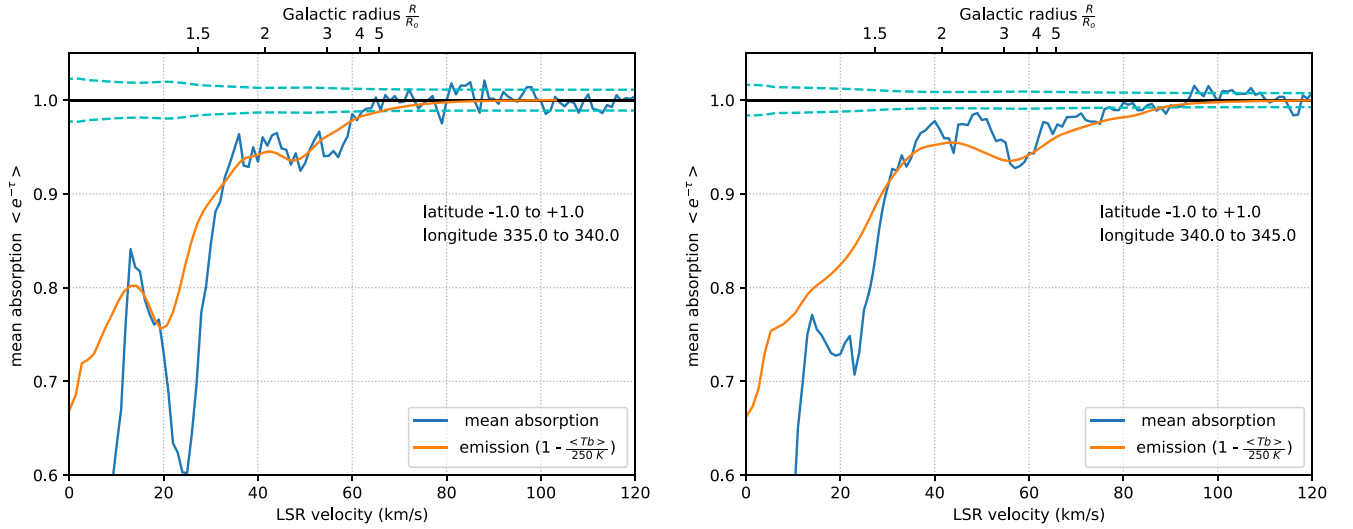 Galactic radius R/R_o
1.5 2 3 4 5
1.0
0.9
0.8
0.7
0.6
mean absorption < e^{-τ} >
latitude -1.0 to +1.0
longitude 335.0 to 340.0
mean absorption
emission (1 - <Tb>/250 K)
0 20 40 60 80 100 120
LSR velocity (km/s)
Galactic radius R/R_o
1.5 2 3 4 5
1.0
0.9
0.8
0.7
0.6
mean absorption < e^{-τ} >
latitude -1.0 to +1.0
longitude 340.0 to 345.0
mean absorption
emission (1 - <Tb>/250 K)
0 20 40 60 80 100 120
LSR velocity (km/s)